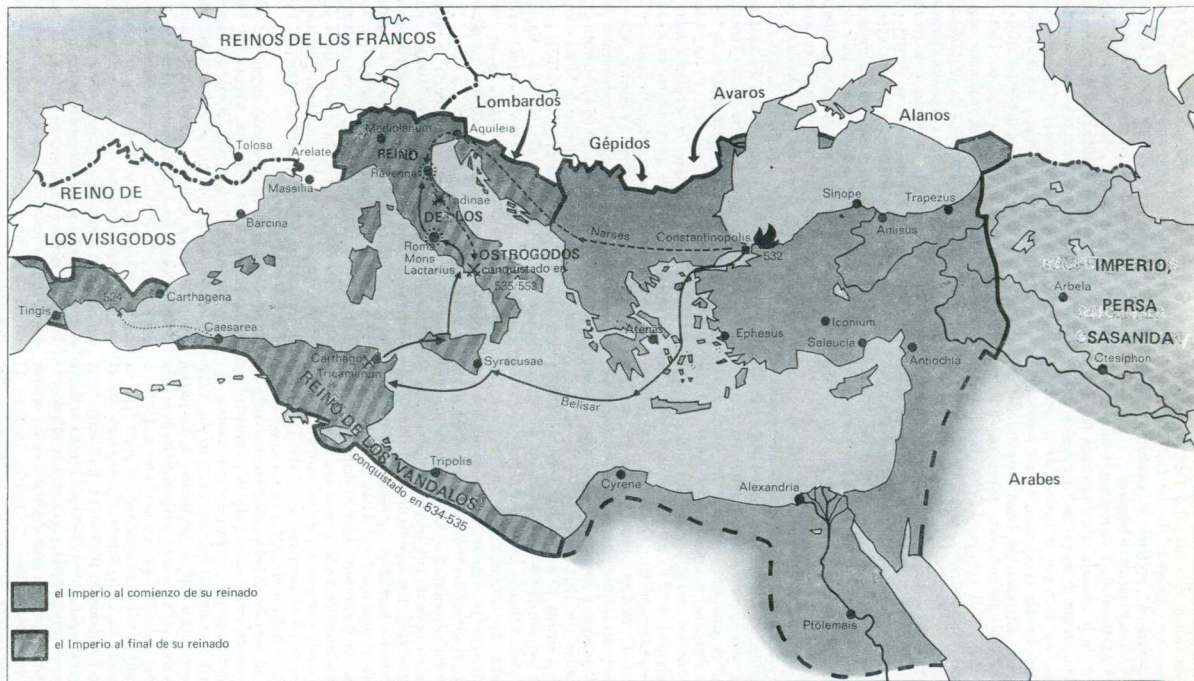 REINOS DE LOS FRANCOS
Lombardos
Avaros
Alanos
Gépidos
Mediolanum
Aquileia
Tolosa
Arelate
REINO
Ravenna
REINO DE
Massilia
Sinope
Trapezus
Tadinae
Barcina
DE LOS
Narses
Constantinopolis
Amisus
532
LOS VISIGODOS
Roma
Mons
Lactarius
OSTROGODOS
conquistado en
535/553
IMPERIO,
Arbela
PERSA
SASANIDA
Ctesiphon
Carthagena
Tingis
Caesarea
Atenas
Ephesus
Iconium
Seleucia
Antiochia
Carthago
Tricamarun
Syracusae
Belisar
REINO DE LOS VANDALOS
conquistado en 534-535
Tripolis
Cyrene
Alexandria
Arabes
Ptolemais
el Imperio al comienzo de su reinado
el Imperio al final de su reinado